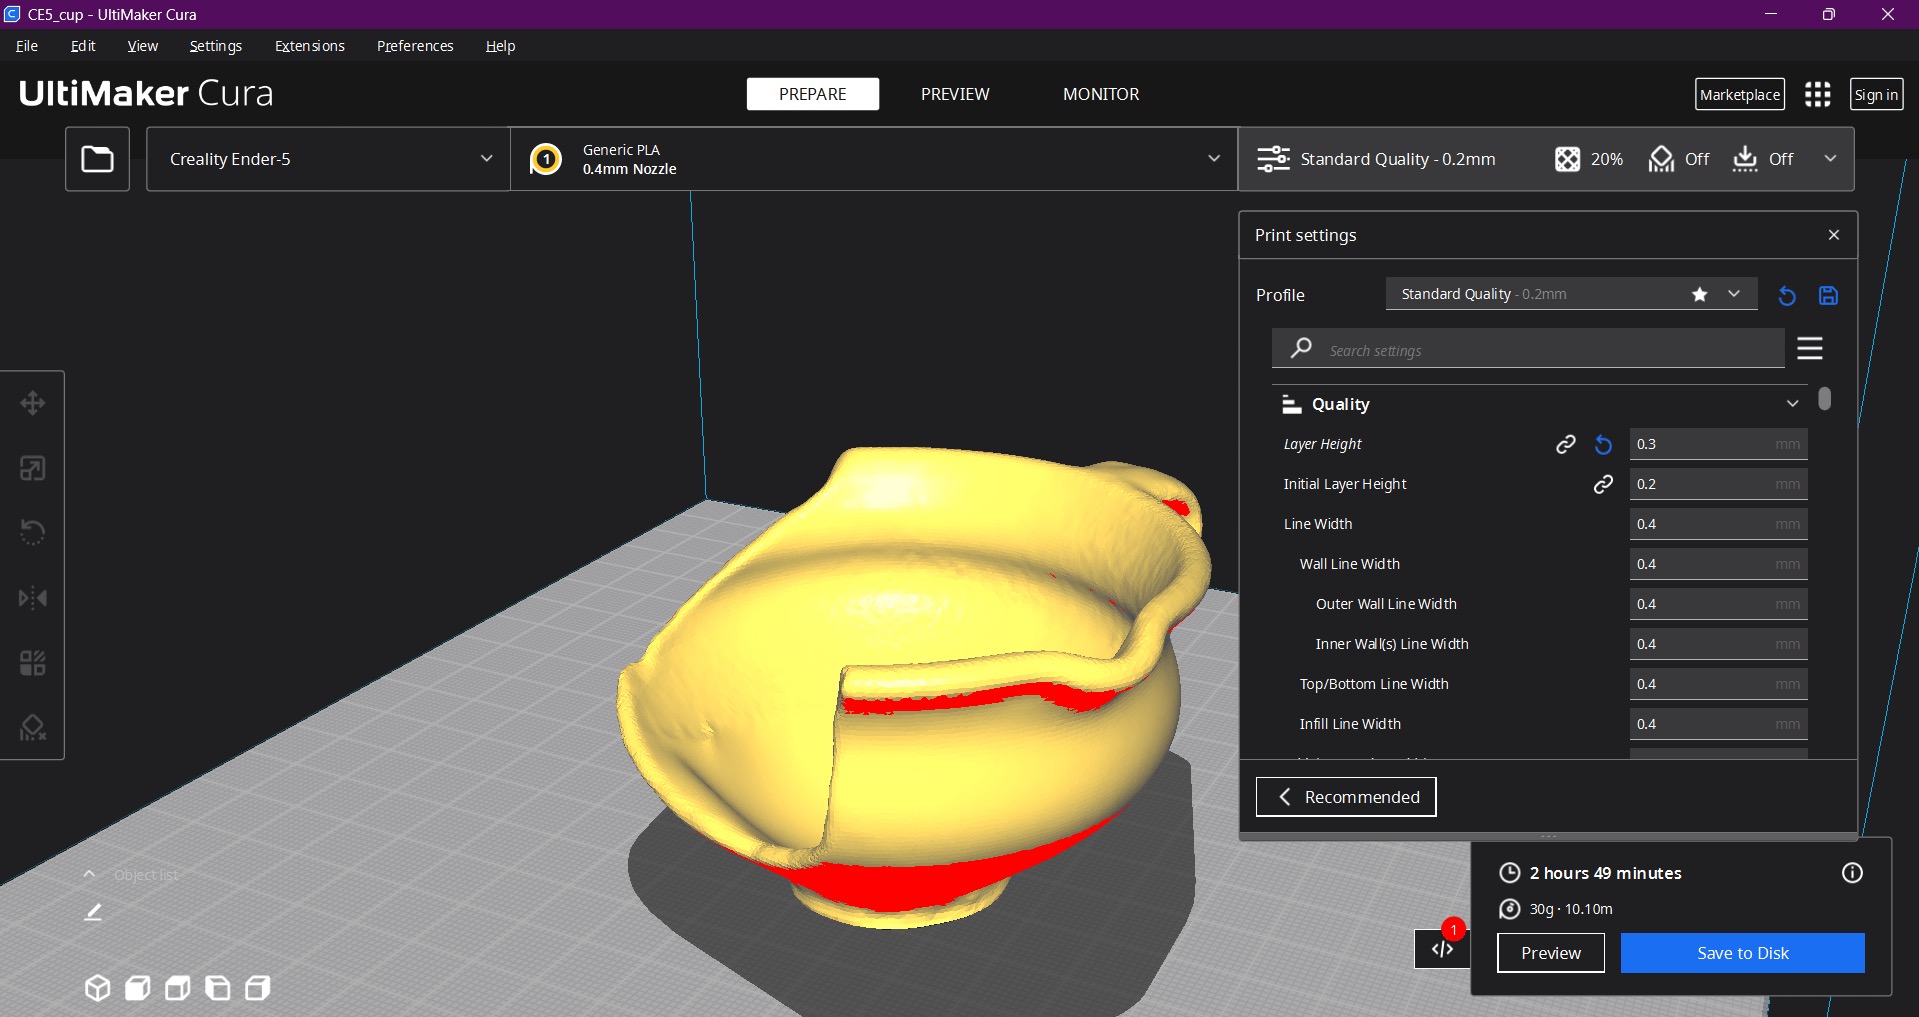 CE5_cup - UltiMaker Cura
File Edit View Settings Extensions Preferences Help
UltiMaker Cura
PREPARE PREVIEW MONITOR
Marketplace
Sign in
Creality Ender-5
1
Generic PLA
0.4mm Nozzle
Standard Quality - 0.2mm
20%
Off
Off
Print settings
Profile
Standard Quality - 0.2mm
Search settings
Quality
Layer Height 0.3 mm
Initial Layer Height 0.2 mm
Line Width 0.4 mm
Wall Line Width 0.4 mm
Outer Wall Line Width 0.4 mm
Inner Wall(s) Line Width 0.4 mm
Top/Bottom Line Width 0.4 mm
Infill Line Width 0.4 mm
Recommended
Object list
2 hours 49 minutes
30g · 10.10m
1
Preview
Save to Disk